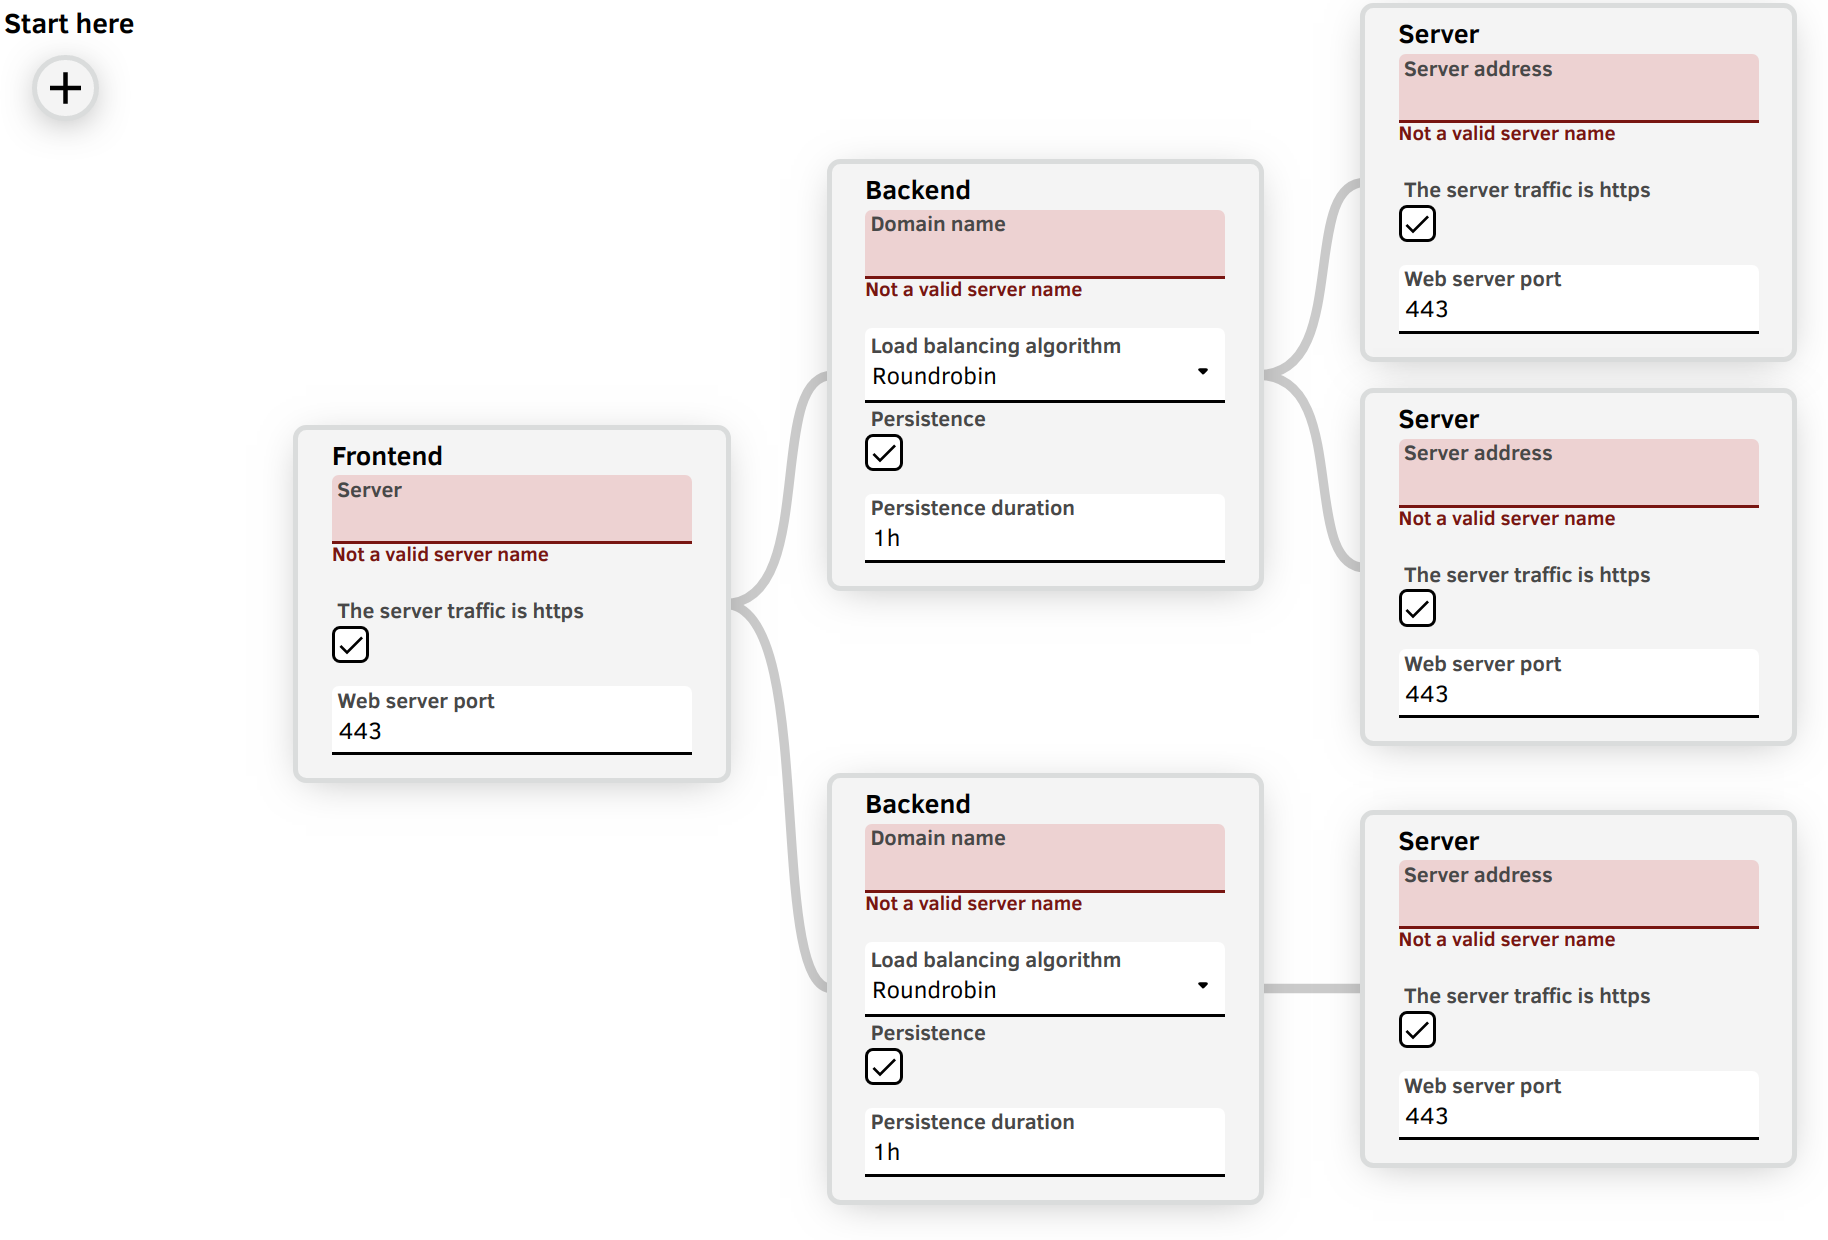 Start here
Frontend
Server
Not a valid server name
The server traffic is https
Web server port
443
Backend
Domain name
Not a valid server name
Load balancing algorithm
Roundrobin
Persistence
Persistence duration
1h
Backend
Domain name
Not a valid server name
Load balancing algorithm
Roundrobin
Persistence
Persistence duration
1h
Server
Server address
Not a valid server name
The server traffic is https
Web server port
443
Server
Server address
Not a valid server name
The server traffic is https
Web server port
443
Server
Server address
Not a valid server name
The server traffic is https
Web server port
443